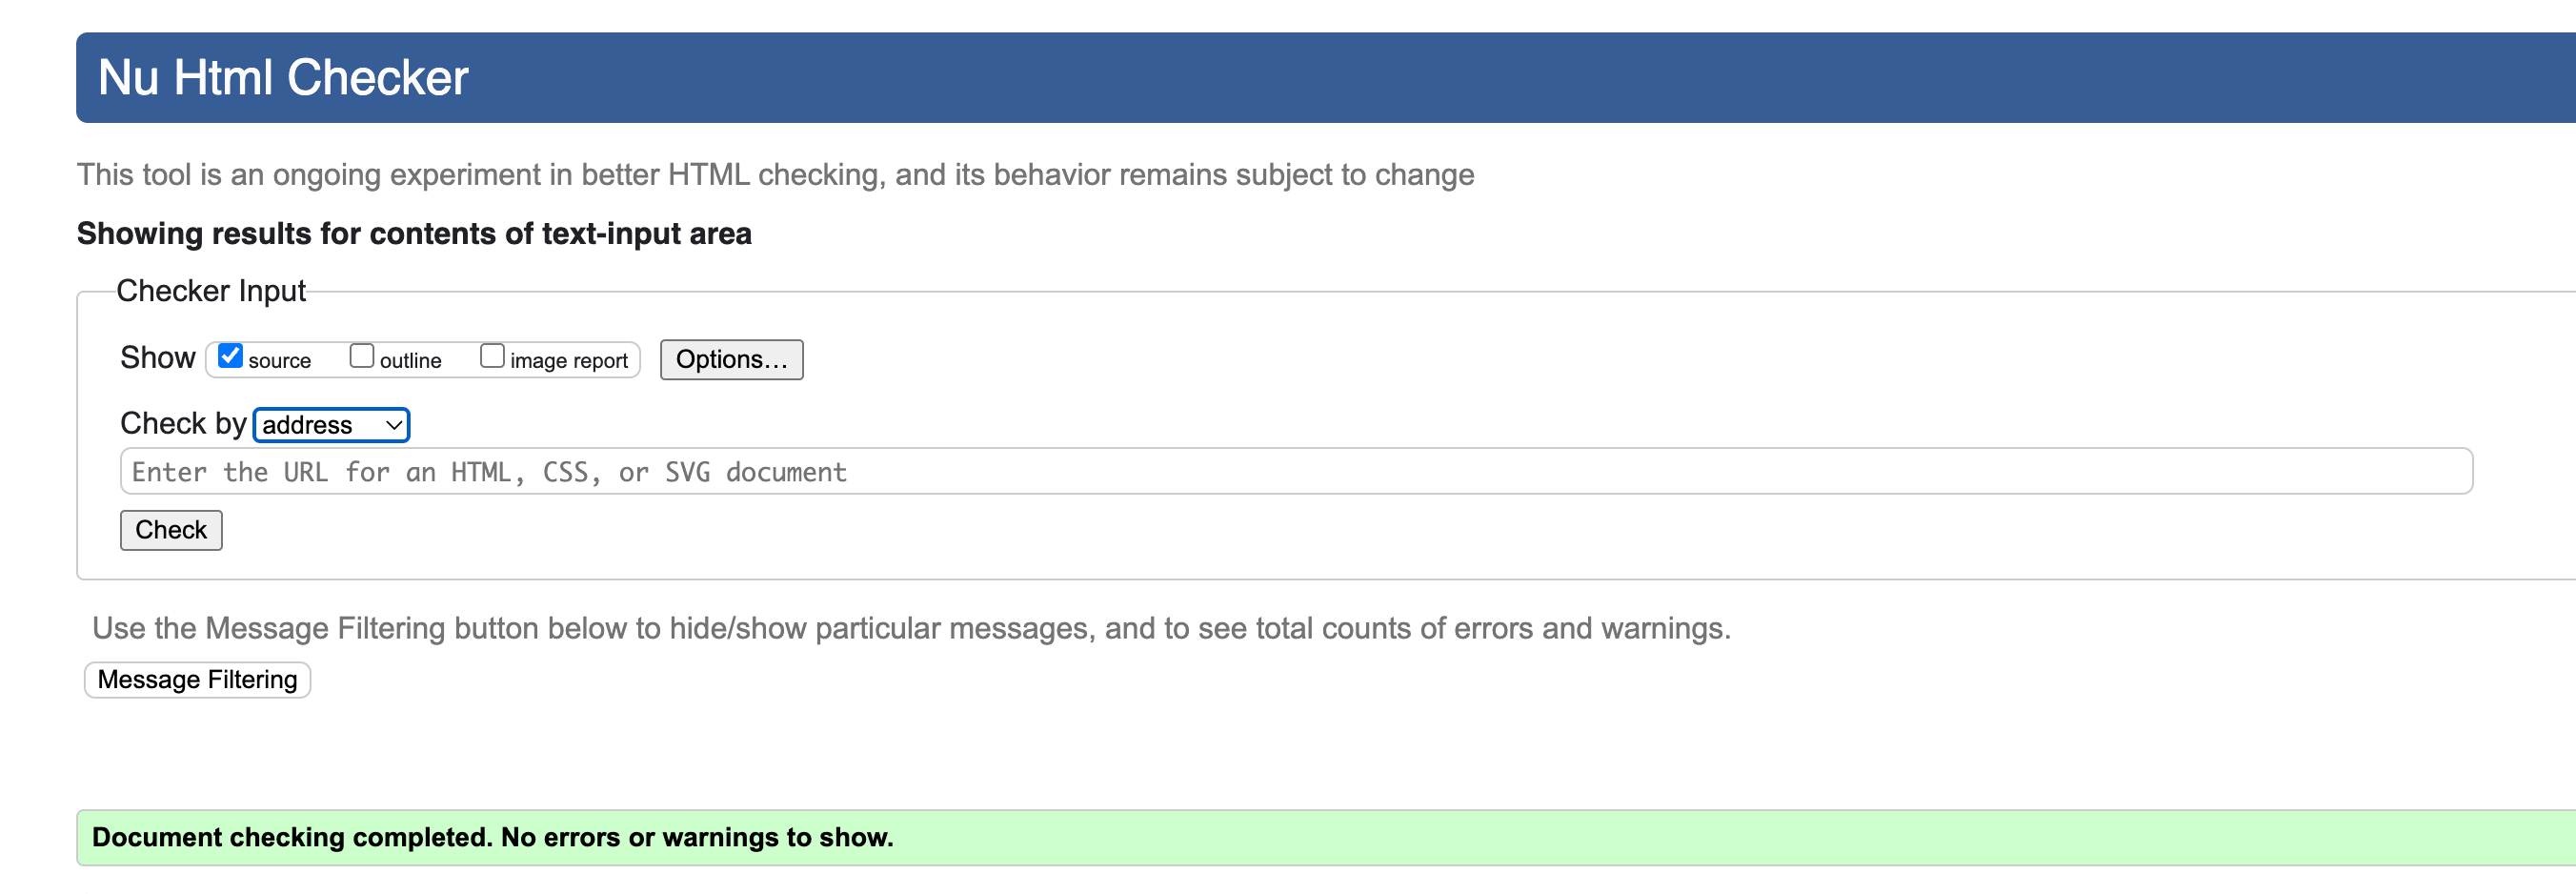 Nu Html Checker
This tool is an ongoing experiment in better HTML checking, and its behavior remains subject to change
Showing results for contents of text-input area
Checker Input
Show source outline image report Options...
Check by address
Enter the URL for an HTML, CSS, or SVG document
Check
Use the Message Filtering button below to hide/show particular messages, and to see total counts of errors and warnings.
Message Filtering
Document checking completed. No errors or warnings to show.